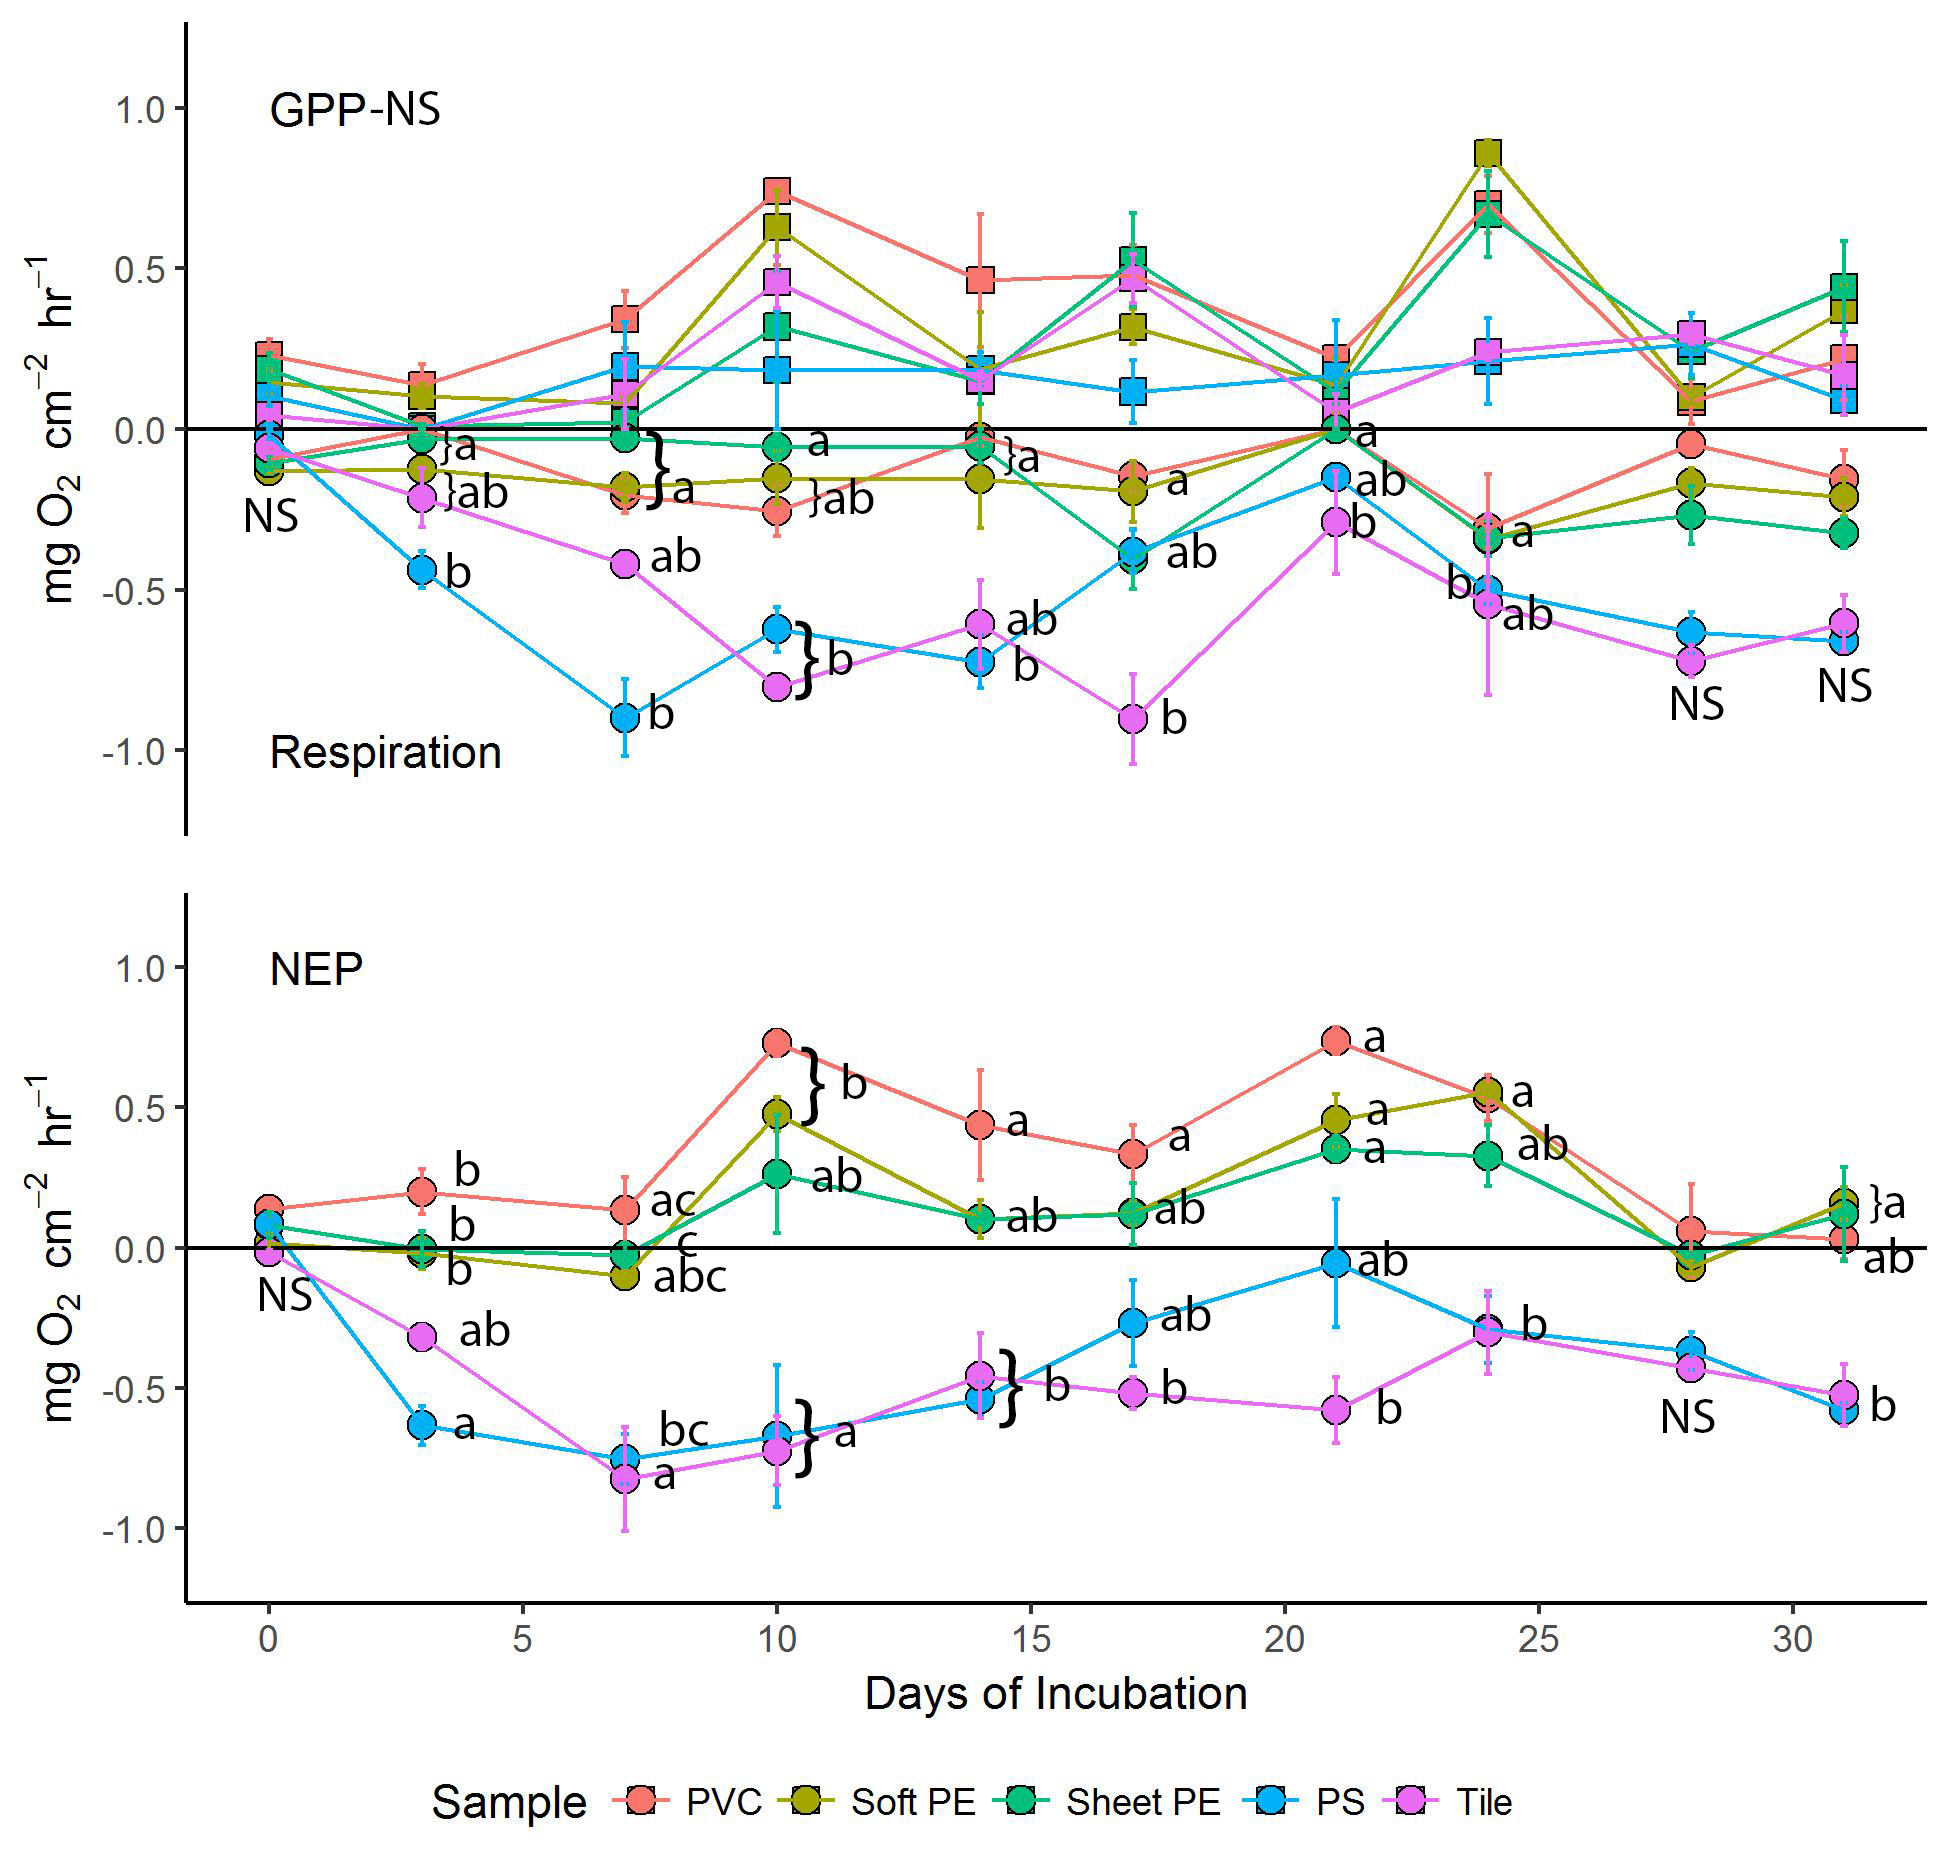 GPP-NS
1.0
0.5
0.0
-0.5
-1.0
mg O₂ cm⁻² hr⁻¹
NS
}a
}ab
b
} a
ab
b
a
}ab
} b
}a
ab
b
a
ab
b
a
ab
b
a
b
ab
NS
NS
Respiration
NEP
1.0
0.5
0.0
-0.5
-1.0
mg O₂ cm⁻² hr⁻¹
NS
b
b
b
ab
a
ac
c
abc
bc
a
} b
ab
} a
a
ab
} b
a
ab
ab
b
a
a
a
ab
b
a
ab
b
NS
}a
ab
b
0 5 10 15 20 25 30
Days of Incubation
Sample PVC Soft PE Sheet PE PS Tile